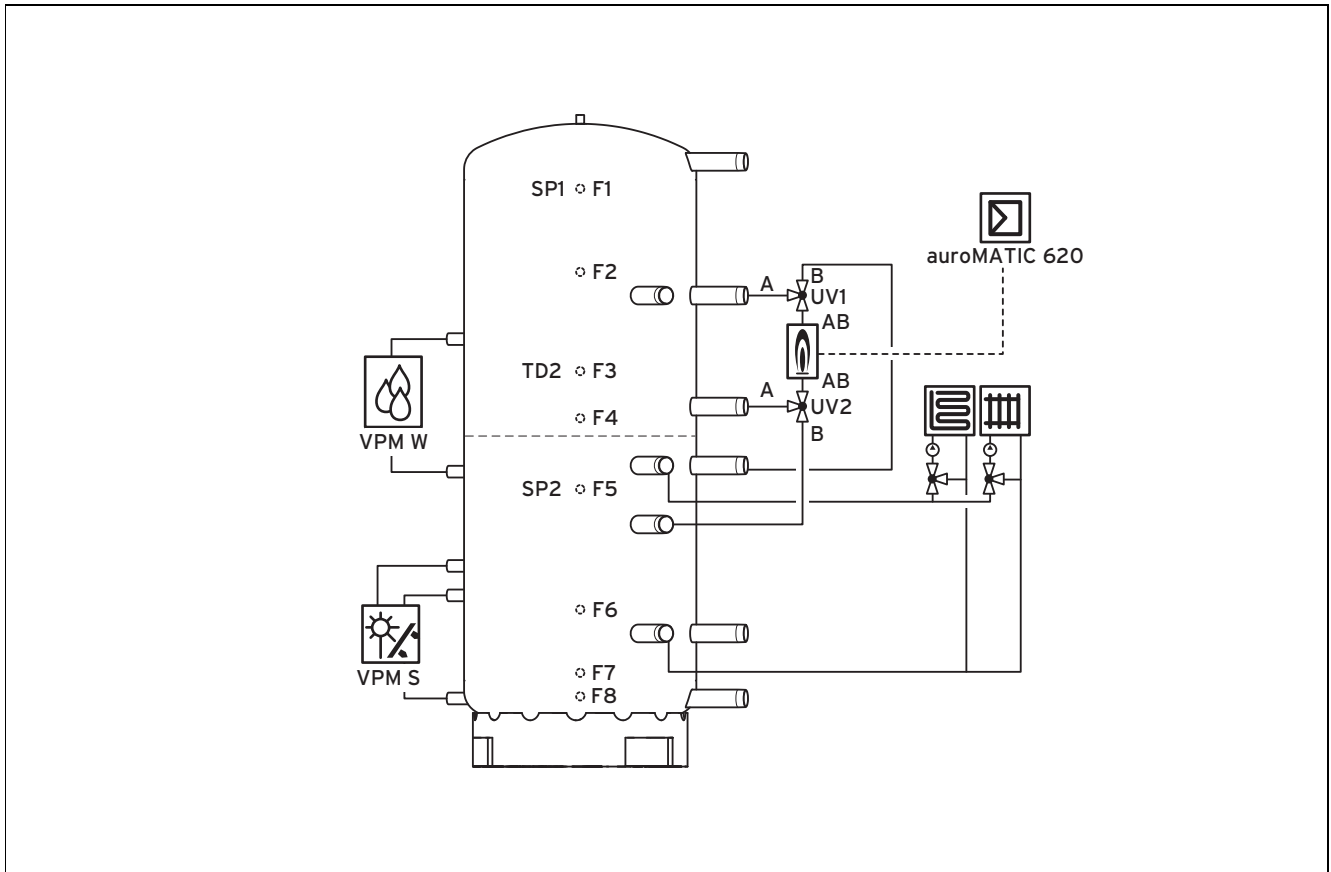 SP1 F1
auroMATIC 620
F2
A
B
UV1
AB
TD2 F3
AB
A
UV2
F4
B
VPM W
SP2 F5
F6
VPM S
F7
F8